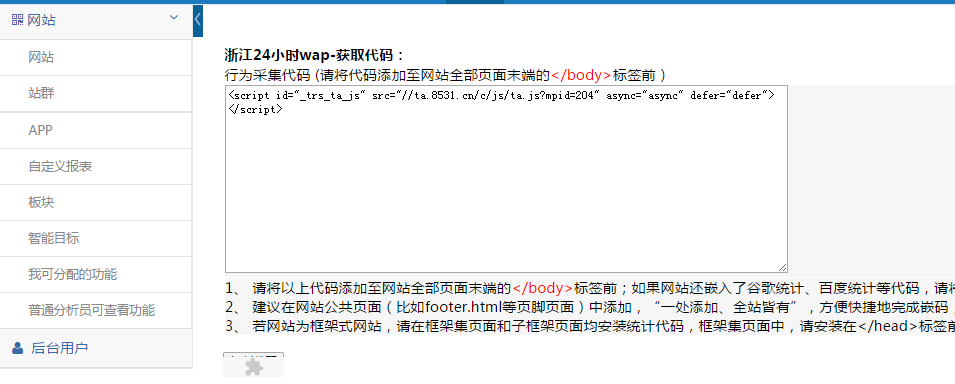 网站
网站
站群
APP
自定义报表
板块
智能目标
我可分配的功能
普通分析员可查看功能
后台用户
浙江24小时wap-获取代码：
行为采集代码 (请将代码添加至网站全部页面末端的</body>标签前 )
<script id="_trs_ta_js" src="//ta.8531.cn/c/js/ta.js?mpid=204" async="async" defer="defer">
</script>
1、 请将以上代码添加至网站全部页面末端的</body>标签前；如果网站还嵌入了谷歌统计、百度统计等代码，请将
2、 建议在网站公共页面（比如footer.html等页脚页面）中添加，“一处添加、全站皆有”，方便快捷地完成嵌码，
3、 若网站为框架式网站，请在框架集页面和子框架页面均安装统计代码，框架集页面中，请安装在</head>标签前